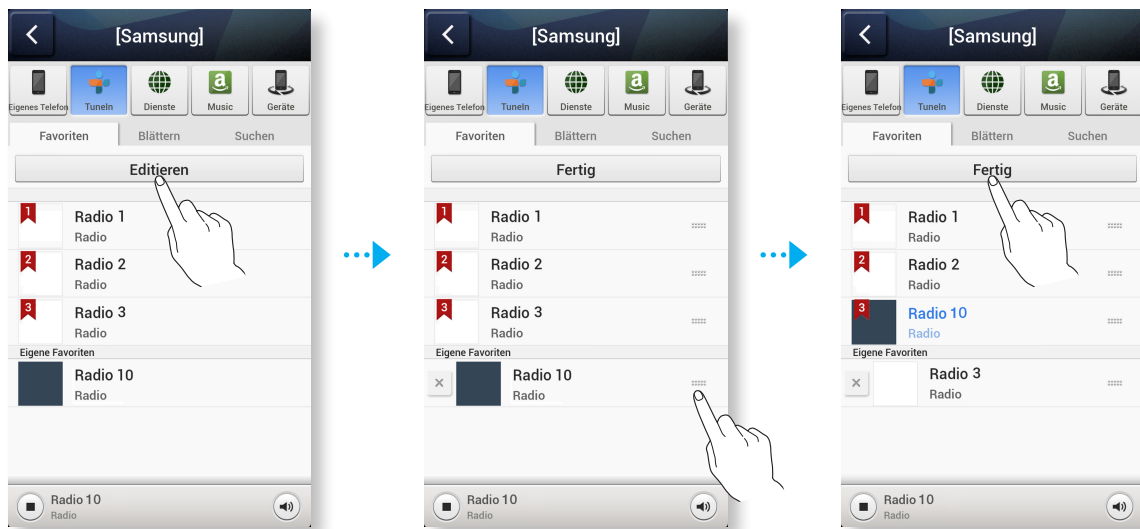 [Samsung]
Eigenes Telefon TuneIn Dienste Music Geräte
Favoriten Blättern Suchen
Editieren
1 Radio 1
Radio
2 Radio 2
Radio
3 Radio 3
Radio
Eigene Favoriten
Radio 10
Radio
Radio 10
Radio
[Samsung]
Eigenes Telefon TuneIn Dienste Music Geräte
Favoriten Blättern Suchen
Fertig
1 Radio 1
Radio
2 Radio 2
Radio
3 Radio 3
Radio
Eigene Favoriten
Radio 10
Radio
Radio 10
Radio
[Samsung]
Eigenes Telefon TuneIn Dienste Music Geräte
Favoriten Blättern Suchen
Fertig
1 Radio 1
Radio
2 Radio 2
Radio
3 Radio 10
Radio
Eigene Favoriten
Radio 3
Radio
Radio 10
Radio